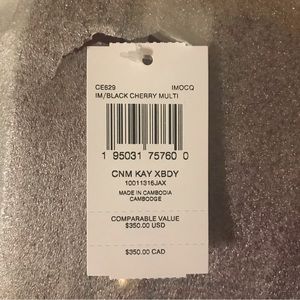 CE629 IMOCQ
IM/BLACK CHERRY MULTI
1 95031 75760 0
CNM KAY XBDY
10011316JAX
MADE IN CAMBODIA
CAMBODGE
COMPARABLE VALUE
$350.00 USD
$350.00 CAD